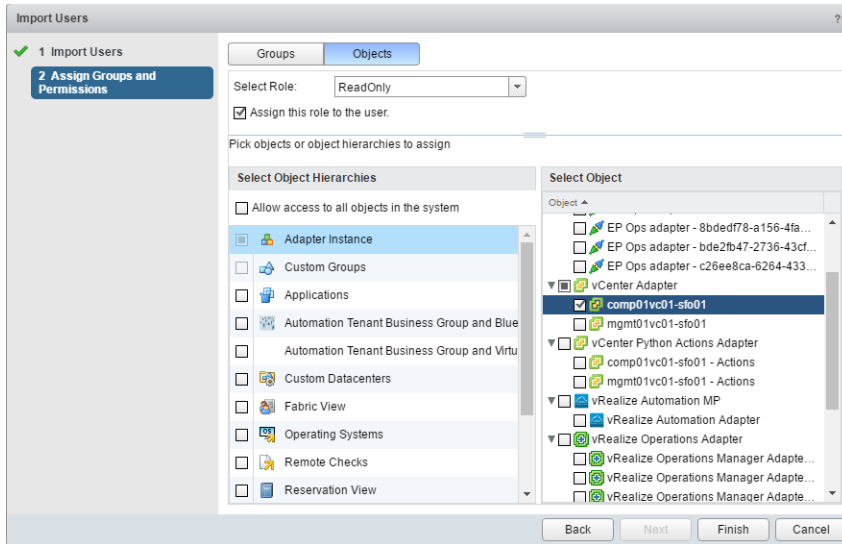 Import Users
?
1 Import Users
2 Assign Groups and
Permissions
Groups
Objects
Select Role:
ReadOnly
Assign this role to the user.
Pick objects or object hierarchies to assign
Select Object Hierarchies
Allow access to all objects in the system
Adapter Instance
Custom Groups
Applications
Automation Tenant Business Group and Blue
Automation Tenant Business Group and Virtu
Custom Datacenters
Fabric View
Operating Systems
Remote Checks
Reservation View
Select Object
Object
EP Ops adapter - 8bdedf78-a156-4fa...
EP Ops adapter - bde2fb47-2736-43cf...
EP Ops adapter - c26ee8ca-6264-433...
vCenter Adapter
comp01vc01-sfo01
mgmt01vc01-sfo01
vCenter Python Actions Adapter
comp01vc01-sfo01 - Actions
mgmt01vc01-sfo01 - Actions
vRealize Automation MP
vRealize Automation Adapter
vRealize Operations Adapter
vRealize Operations Manager Adapte...
vRealize Operations Manager Adapte...
vRealize Operations Manager Adapte...
Back
Next
Finish
Cancel